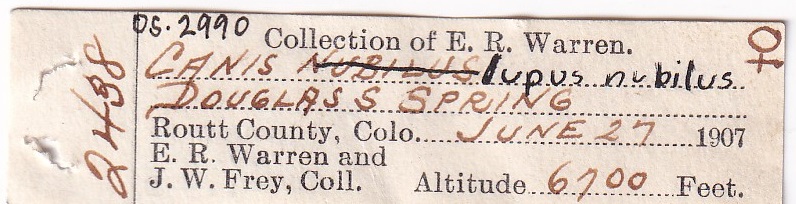 DS.2990
Collection of E. R. Warren. ♀
CANIS NUBILUS lupus nubilus
DOUGLASS SPRING
Routt County, Colo. JUNE 27 1907
E. R. Warren and
J. W. Frey, Coll. Altitude 6700 Feet.
2438